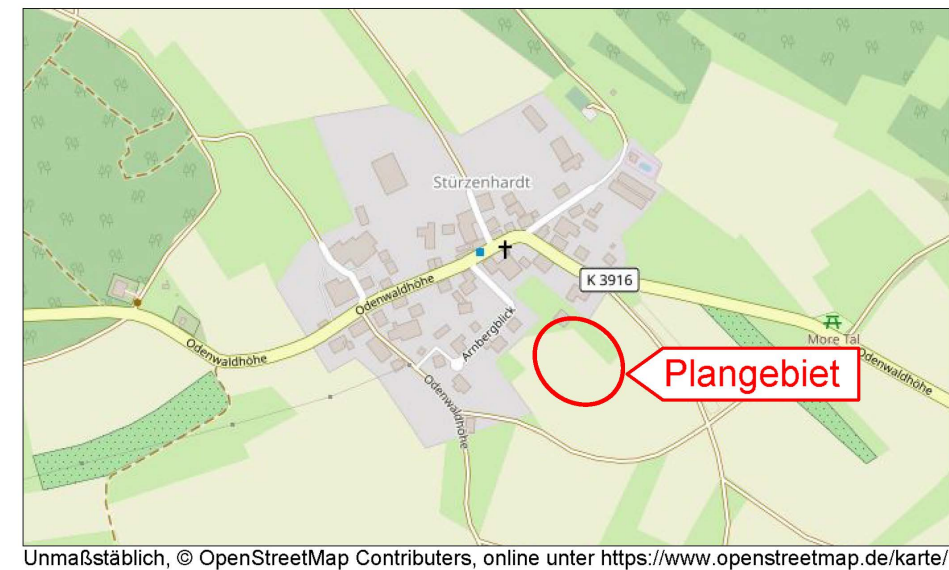 Stürzenhardt
K 3916
Odenwaldhöhe
Arnbergblick
More Tal
Odenwaldhöhe
Odenwaldhöhe
Plangebiet
Odenwaldhöhe
Unmaßstäblich, © OpenStreetMap Contributers, online unter https://www.openstreetmap.de/karte/